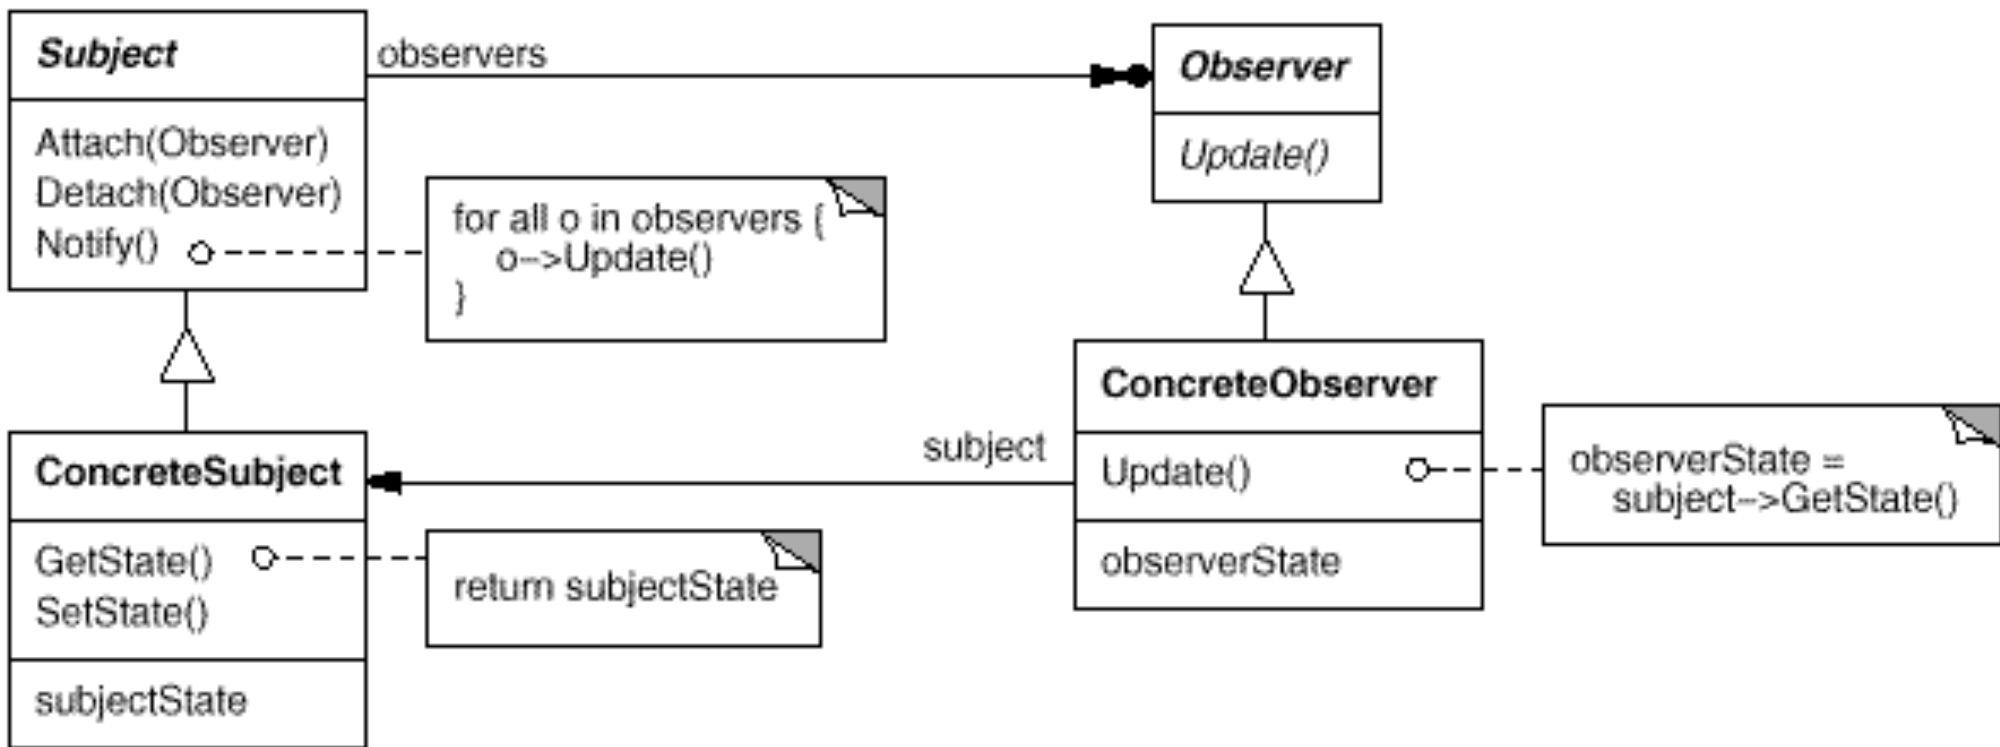 Subject
Attach(Observer)
Detach(Observer)
Notify()
observers
for all o in observers {
o->Update()
}
Observer
Update()
ConcreteSubject
GetState()
SetState()
subjectState
return subjectState
subject
ConcreteObserver
Update()
observerState
observerState =
subject->GetState()